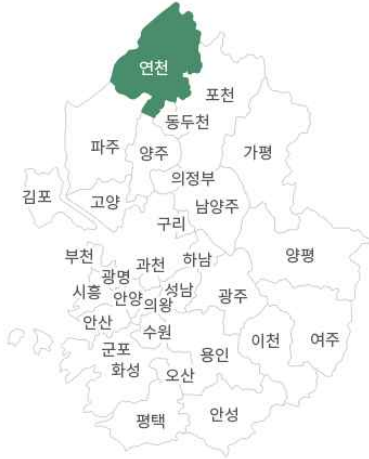 연천
포천
동두천
파주
양주
가평
의정부
김포
고양
남양주
구리
부천
과천
하남
양평
광명
시흥
안양
의왕
성남
광주
안산
수원
군포
용인
이천
여주
화성
오산
평택
안성